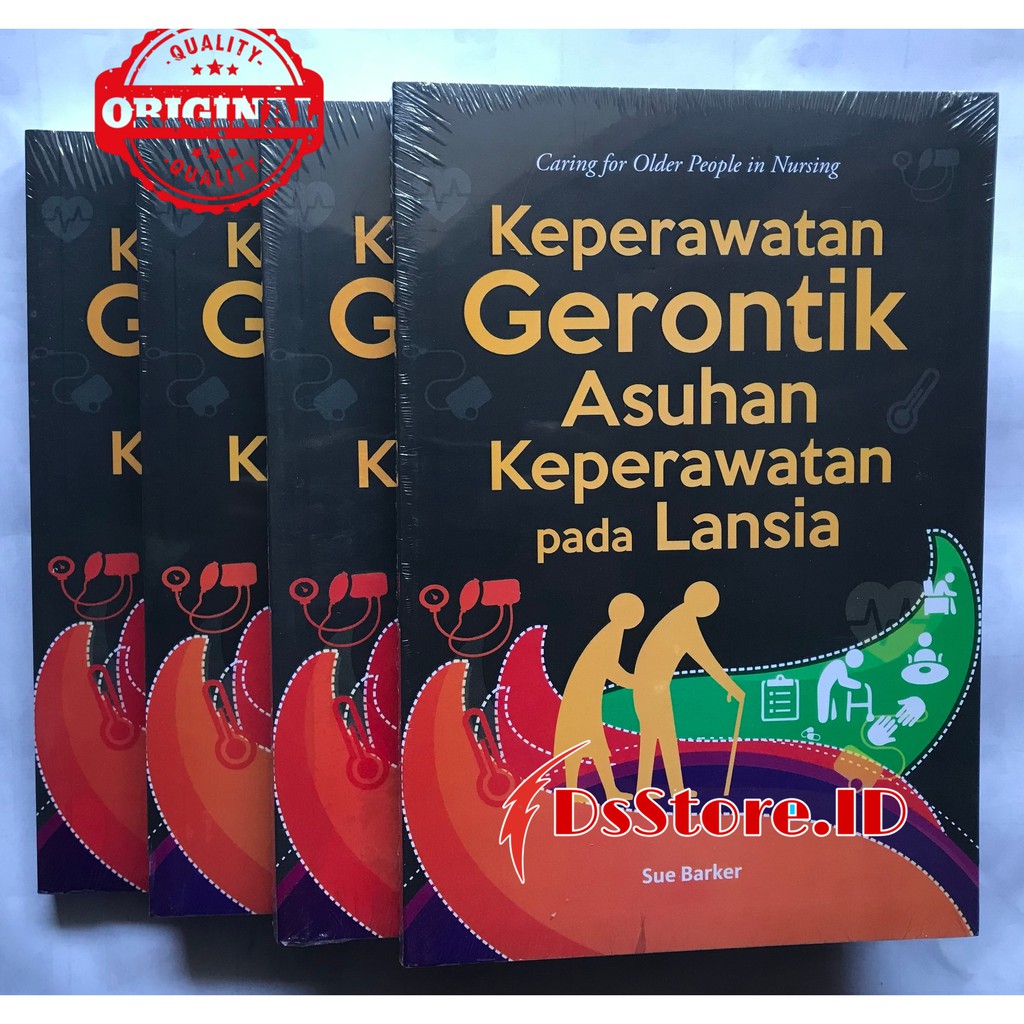 QUALITY
ORIGINAL
QUALITY
Caring for Older People in Nursing
Keperawatan
Gerontik
Asuhan
Keperawatan
pada Lansia
DsStore.ID
Sue Barker
K
G
K
K
G
K
K
G
K